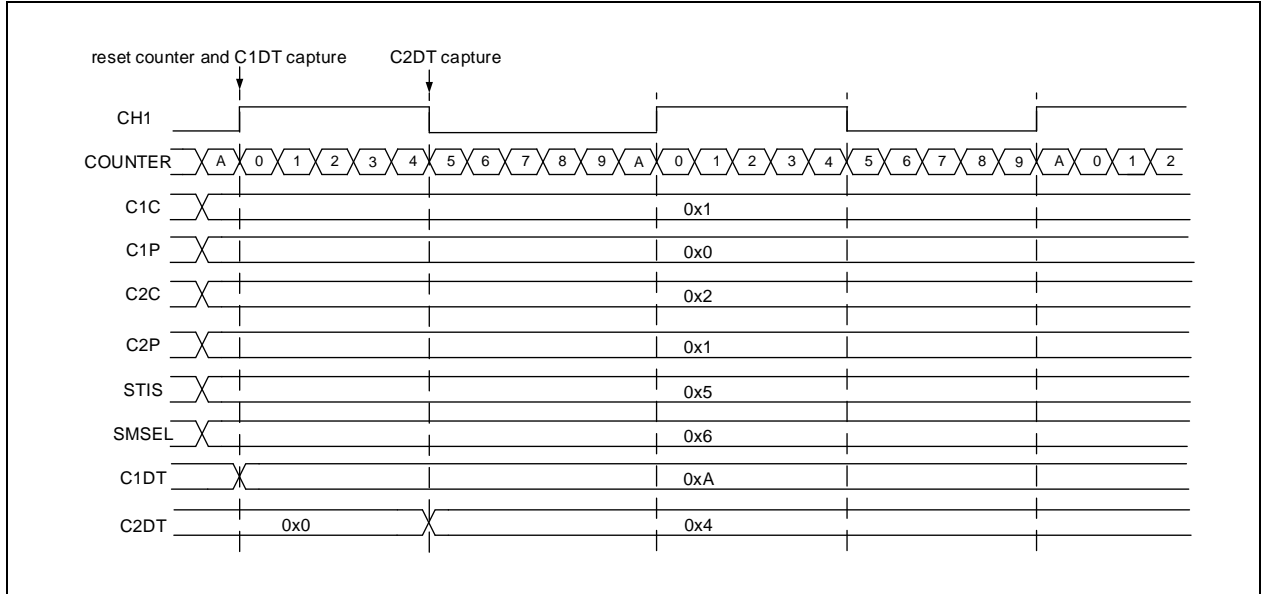 reset counter and C1DT capture C2DT capture
CH1
COUNTER A 0 1 2 3 4 5 6 7 8 9 A 0 1 2 3 4 5 6 7 8 9 A 0 1 2
C1C 0x1
C1P 0x0
C2C 0x2
C2P 0x1
STIS 0x5
SMSEL 0x6
C1DT 0xA
C2DT 0x0 0x4